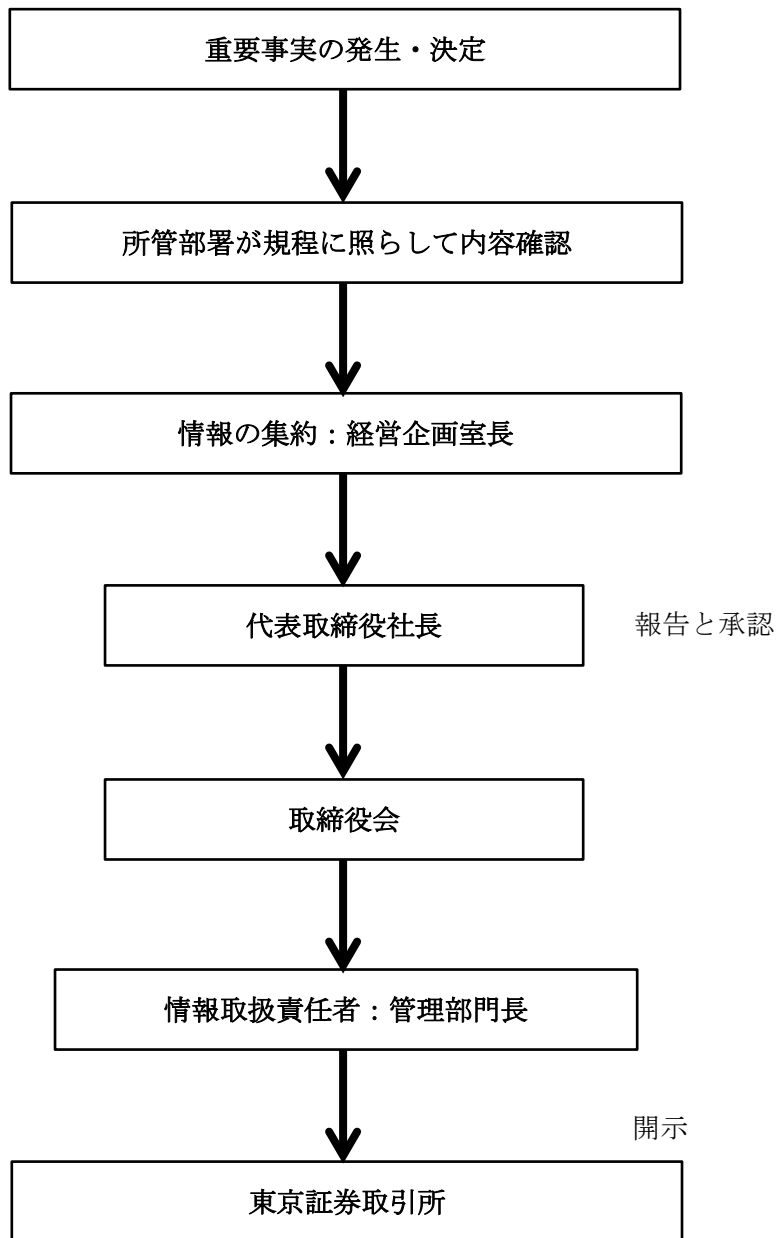 重要事実の発生・決定
所管部署が規程に照らして内容確認
情報の集約：経営企画室長
代表取締役社長
報告と承認
取締役会
情報取扱責任者：管理部門長
開示
東京証券取引所